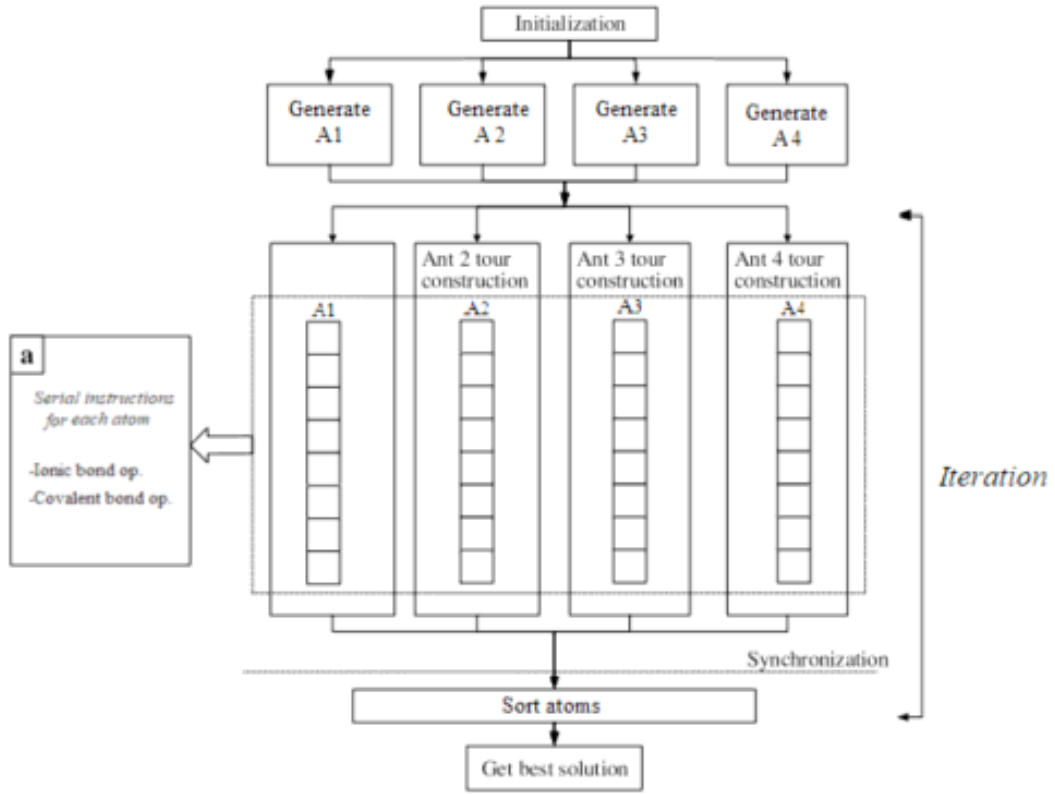 Initialization
Generate
A1
Generate
A2
Generate
A3
Generate
A4
Ant 2 tour
construction
Ant 3 tour
construction
Ant 4 tour
construction
A1
A2
A3
A4
a
Serial instructions
for each atom
-Ionic bond op.
-Covalent bond op.
Iteration
Synchronization
Sort atoms
Get best solution